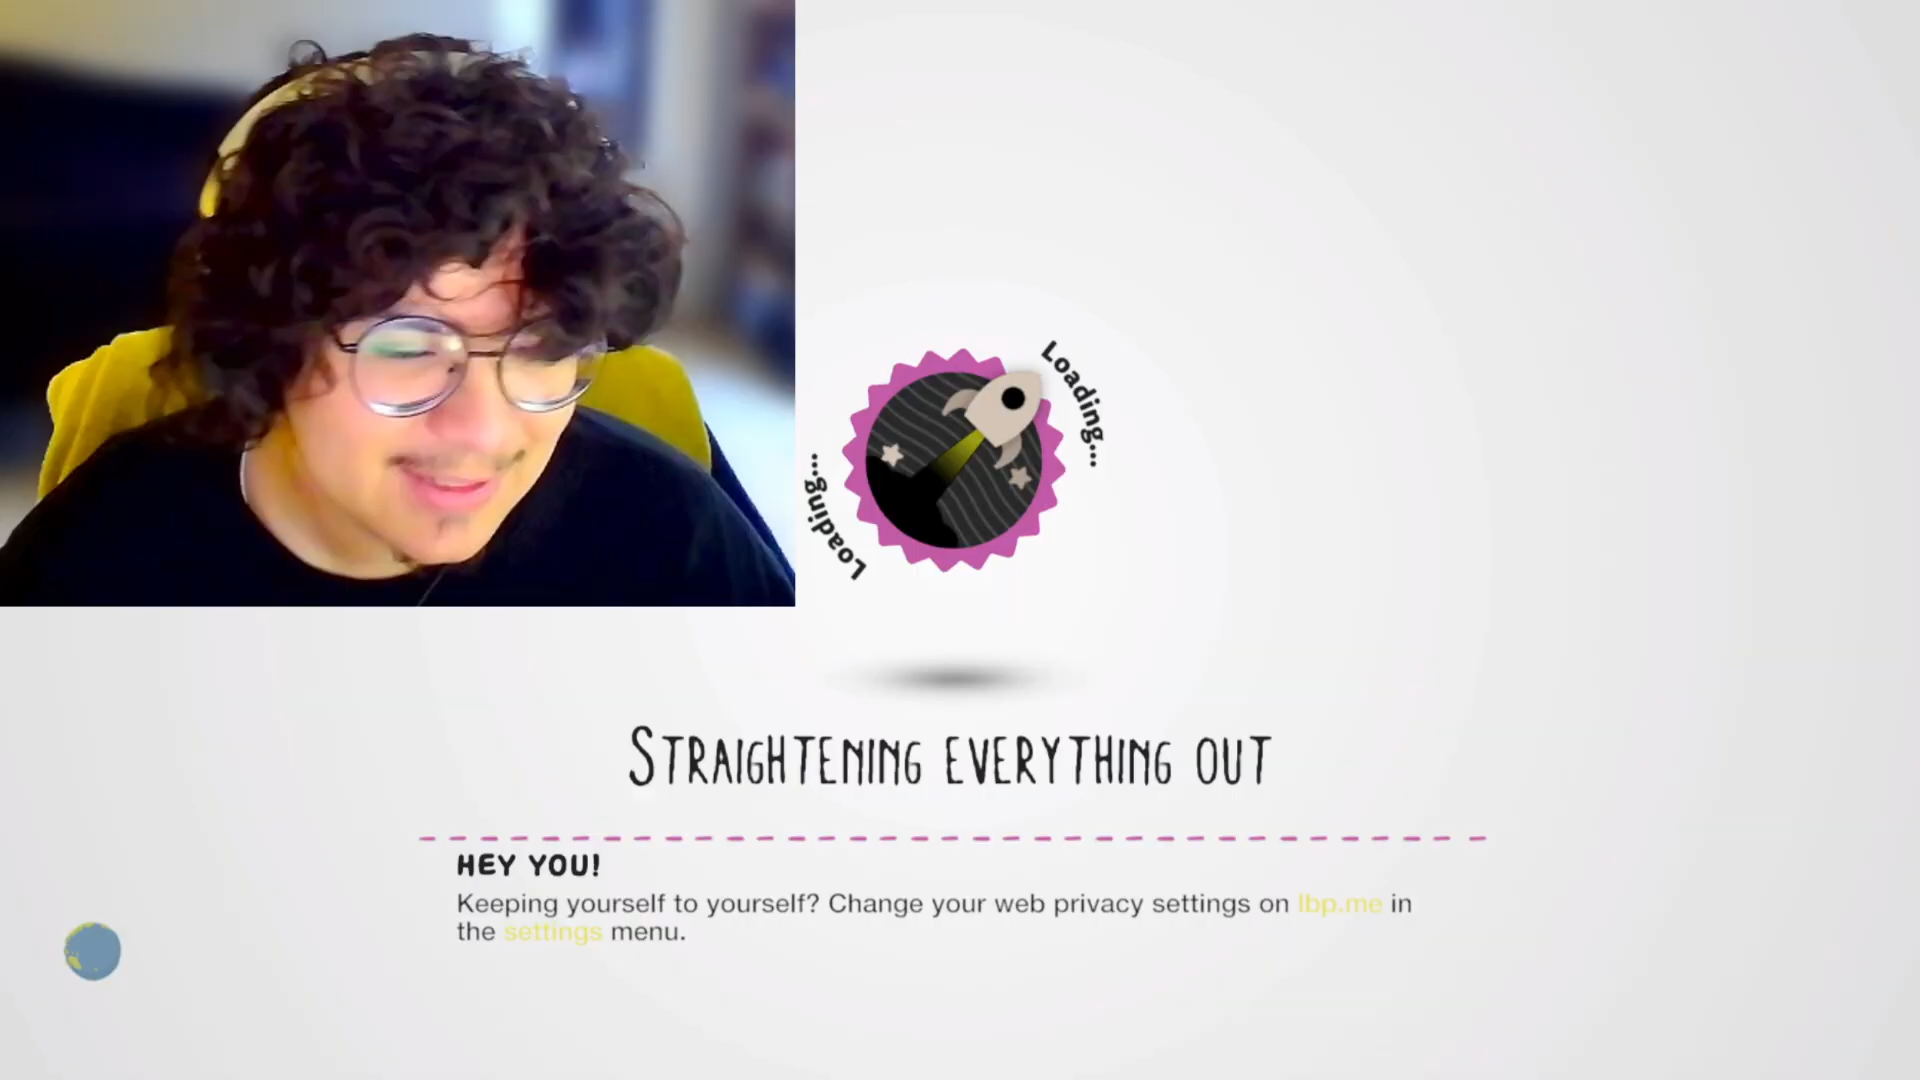 Loading...
Loading...
STRAIGHTENING EVERYTHING OUT
HEY YOU!
Keeping yourself to yourself? Change your web privacy settings on lbp.me in
the settings menu.